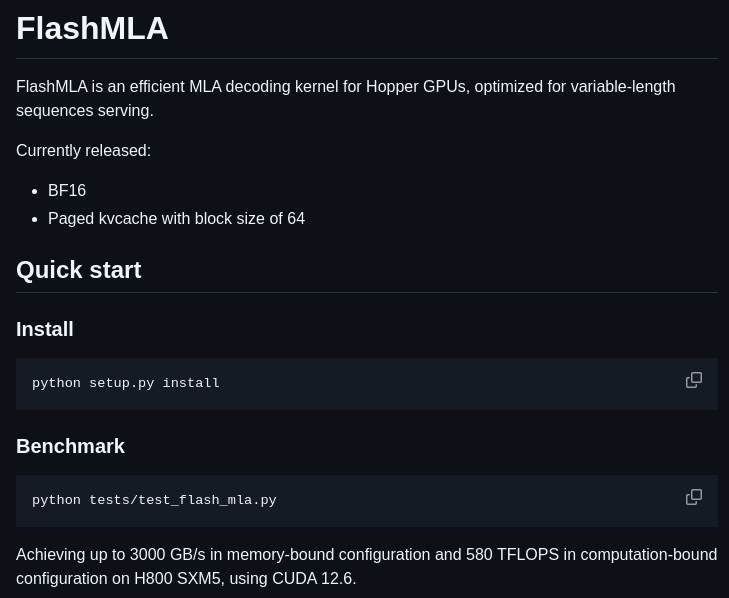 FlashMLA
FlashMLA is an efficient MLA decoding kernel for Hopper GPUs, optimized for variable-length
sequences serving.
Currently released:
BF16
Paged kvcache with block size of 64
Quick start
Install
python setup.py install
Benchmark
python tests/test_flash_mla.py
Achieving up to 3000 GB/s in memory-bound configuration and 580 TFLOPS in computation-bound
configuration on H800 SXM5, using CUDA 12.6.